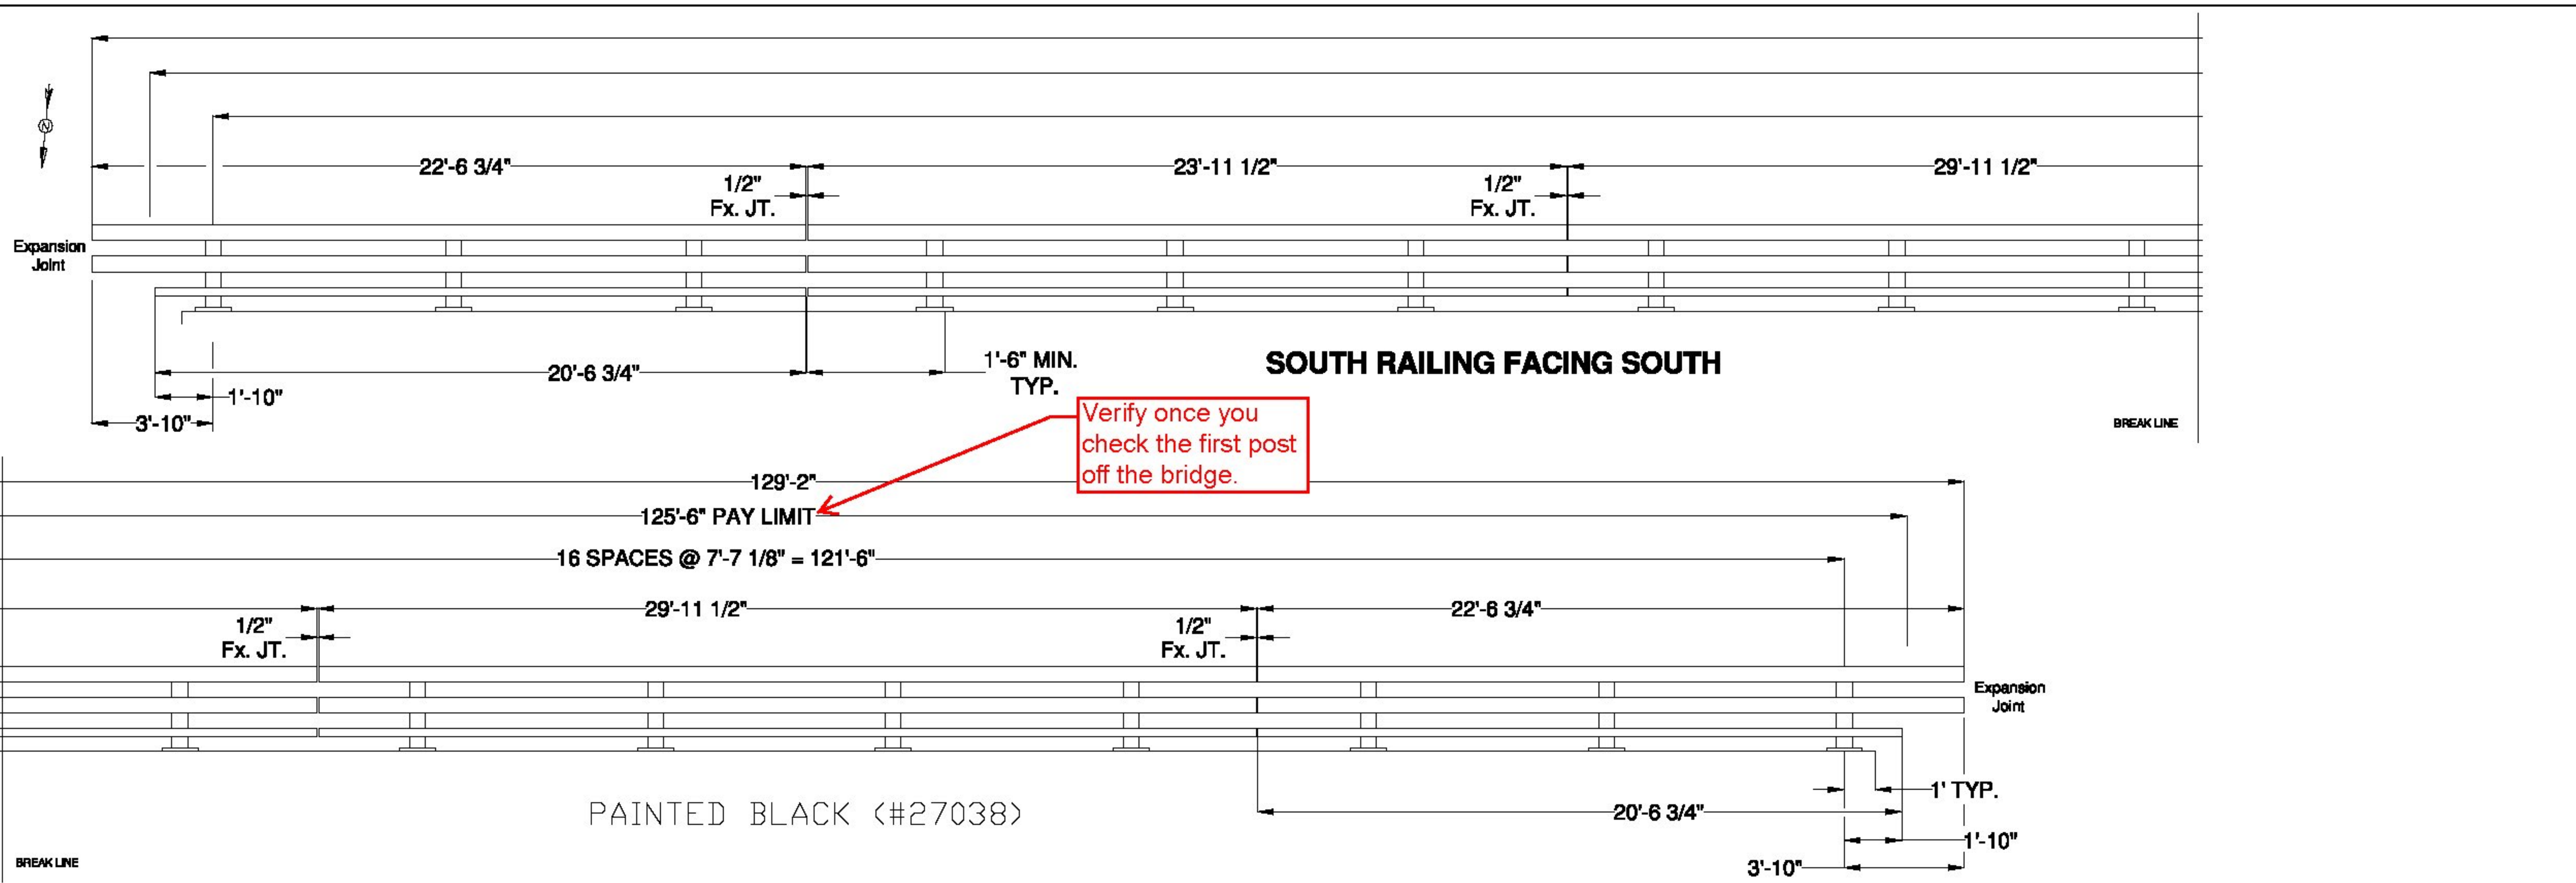 N
22'-6 3/4"
23'-11 1/2"
29'-11 1/2"
1/2"
Fx. JT.
1/2"
Fx. JT.
Expansion
Joint
20'-6 3/4"
1'-6" MIN.
TYP.
SOUTH RAILING FACING SOUTH
1'-10"
3'-10"
BREAK LINE
Verify once you
check the first post
off the bridge.
129'-2"
125'-6" PAY LIMIT
16 SPACES @ 7'-7 1/8" = 121'-6"
29'-11 1/2"
22'-6 3/4"
1/2"
Fx. JT.
1/2"
Fx. JT.
Expansion
Joint
1' TYP.
PAINTED BLACK (#27038)
20'-6 3/4"
1'-10"
3'-10"
BREAK LINE